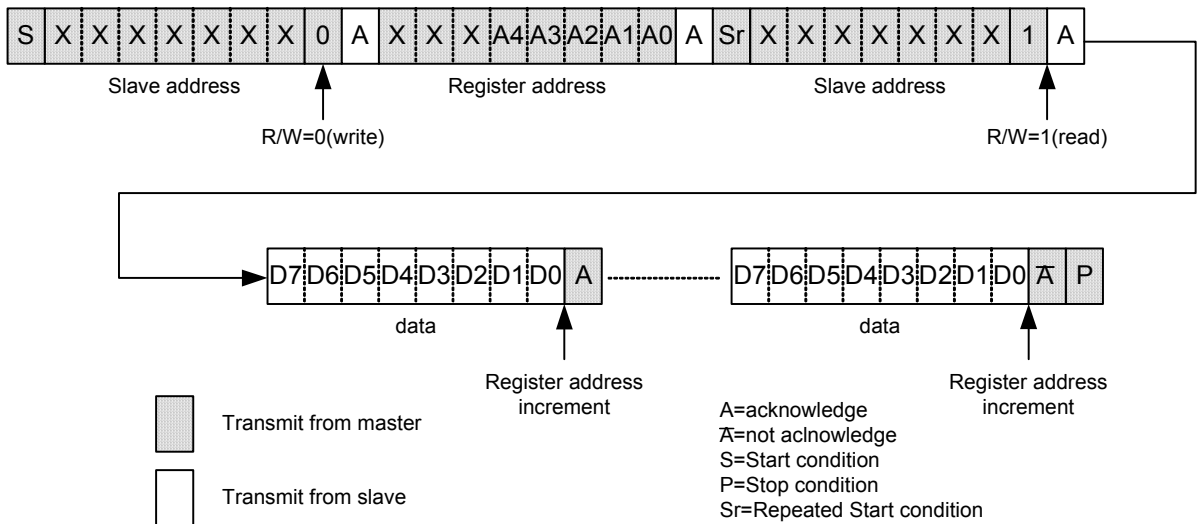 S X X X X X X X 0 A X X X A4 A3 A2 A1 A0 A Sr X X X X X X X 1 A
Slave address Register address Slave address
R/W=0(write) R/W=1(read)
D7 D6 D5 D4 D3 D2 D1 D0 A D7 D6 D5 D4 D3 D2 D1 D0 A̅ P
data data
Register address Register address
increment increment
Transmit from master
Transmit from slave
A=acknowledge
A̅=not aclnowledge
S=Start condition
P=Stop condition
Sr=Repeated Start condition